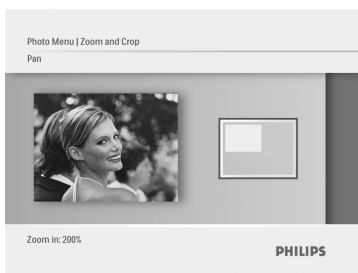 Photo Menu | Zoom and Crop
Pan
Zoom in: 200%
PHILIPS